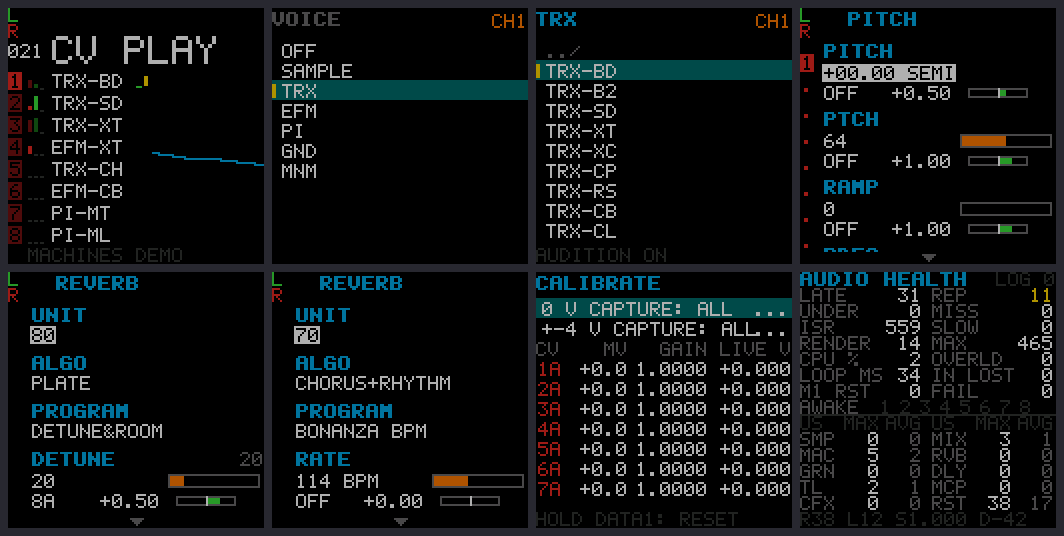 L
R
021 CV PLAY
1 TRX-BD
2 TRX-SD
3 TRX-XT
4 EFM-XT
5 TRX-CH
6 EFM-CB
7 PI-MT
8 PI-ML
MACHINES DEMO
VOICE CH1
OFF
SAMPLE
TRX
EFM
PI
GND
MNM
TRX CH1
../
TRX-BD
TRX-B2
TRX-SD
TRX-XT
TRX-XC
TRX-CP
TRX-RS
TRX-CB
TRX-CL
AUDITION ON
L
R
PITCH
1
PITCH
+00.00 SEMI
OFF +0.50
PTCH
64
OFF +1.00
RAMP
0
OFF +1.00
L
R
REVERB
UNIT
80
ALGO
PLATE
PROGRAM
DETUNE&ROOM
DETUNE 20
20
8A +0.50
L
R
REVERB
UNIT
70
ALGO
CHORUS+RHYTHM
PROGRAM
BONANZA BPM
RATE
114 BPM
OFF +0.00
CALIBRATE
0 V CAPTURE: ALL ...
+-4 V CAPTURE: ALL...
CV MV GAIN LIVE V
1A +0.0 1.0000 +0.000
2A +0.0 1.0000 +0.000
3A +0.0 1.0000 +0.000
4A +0.0 1.0000 +0.000
5A +0.0 1.0000 +0.000
6A +0.0 1.0000 +0.000
7A +0.0 1.0000 +0.000
HOLD DATA1: RESET
AUDIO HEALTH LOG 0
LATE 31 REP 11
UNDER 0 MISS 0
ISR 559 SLOW 0
RENDER 14 MAX 465
CPU % 2 OVERLD 0
LOOP MS 34 IN LOST 0
M1 RST 0 FAIL 0
AWAKE 1 2 3 4 5 6 7 8
US MAX AVG US MAX AVG
SMP 0 0 MIX 3 1
MAC 5 2 RVB 0 0
GRN 0 0 DLY 0 0
TL 2 1 MCP 0 0
CFX 0 0 RST 38 17
R38 L12 S1.000 D-42